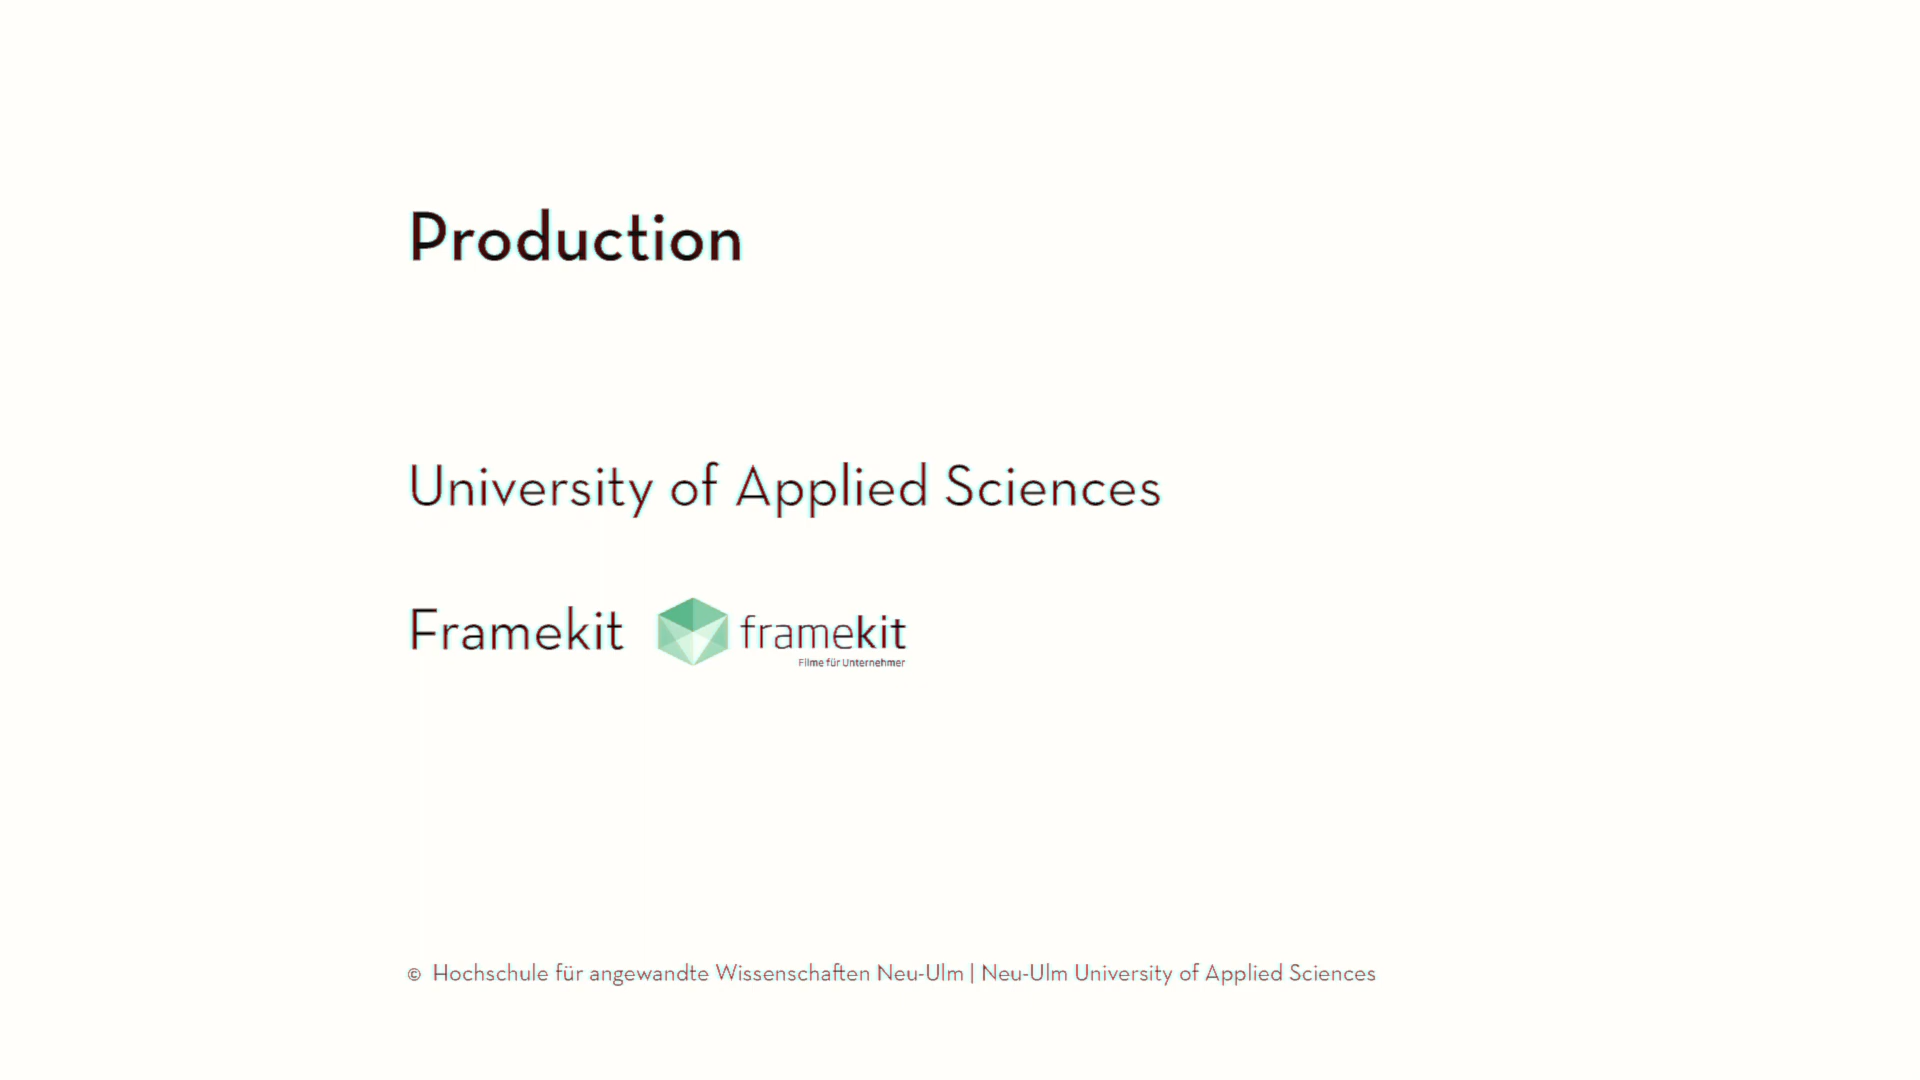 Production
University of Applied Sciences
Framekit framekit
Filme für Unternehmer
© Hochschule für angewandte Wissenschaften Neu-Ulm | Neu-Ulm University of Applied Sciences